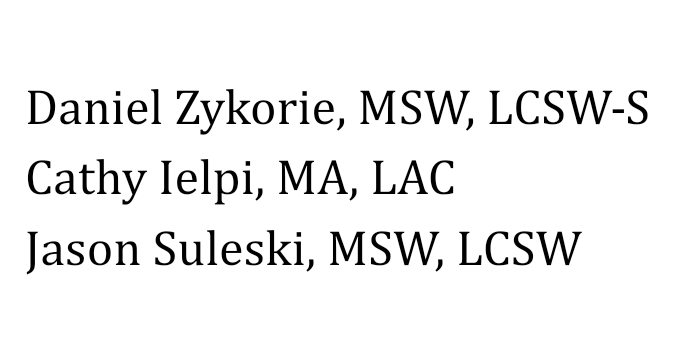 Daniel Zykorie, MSW, LCSW-S
Cathy Ielpi, MA, LAC
Jason Suleski, MSW, LCSW